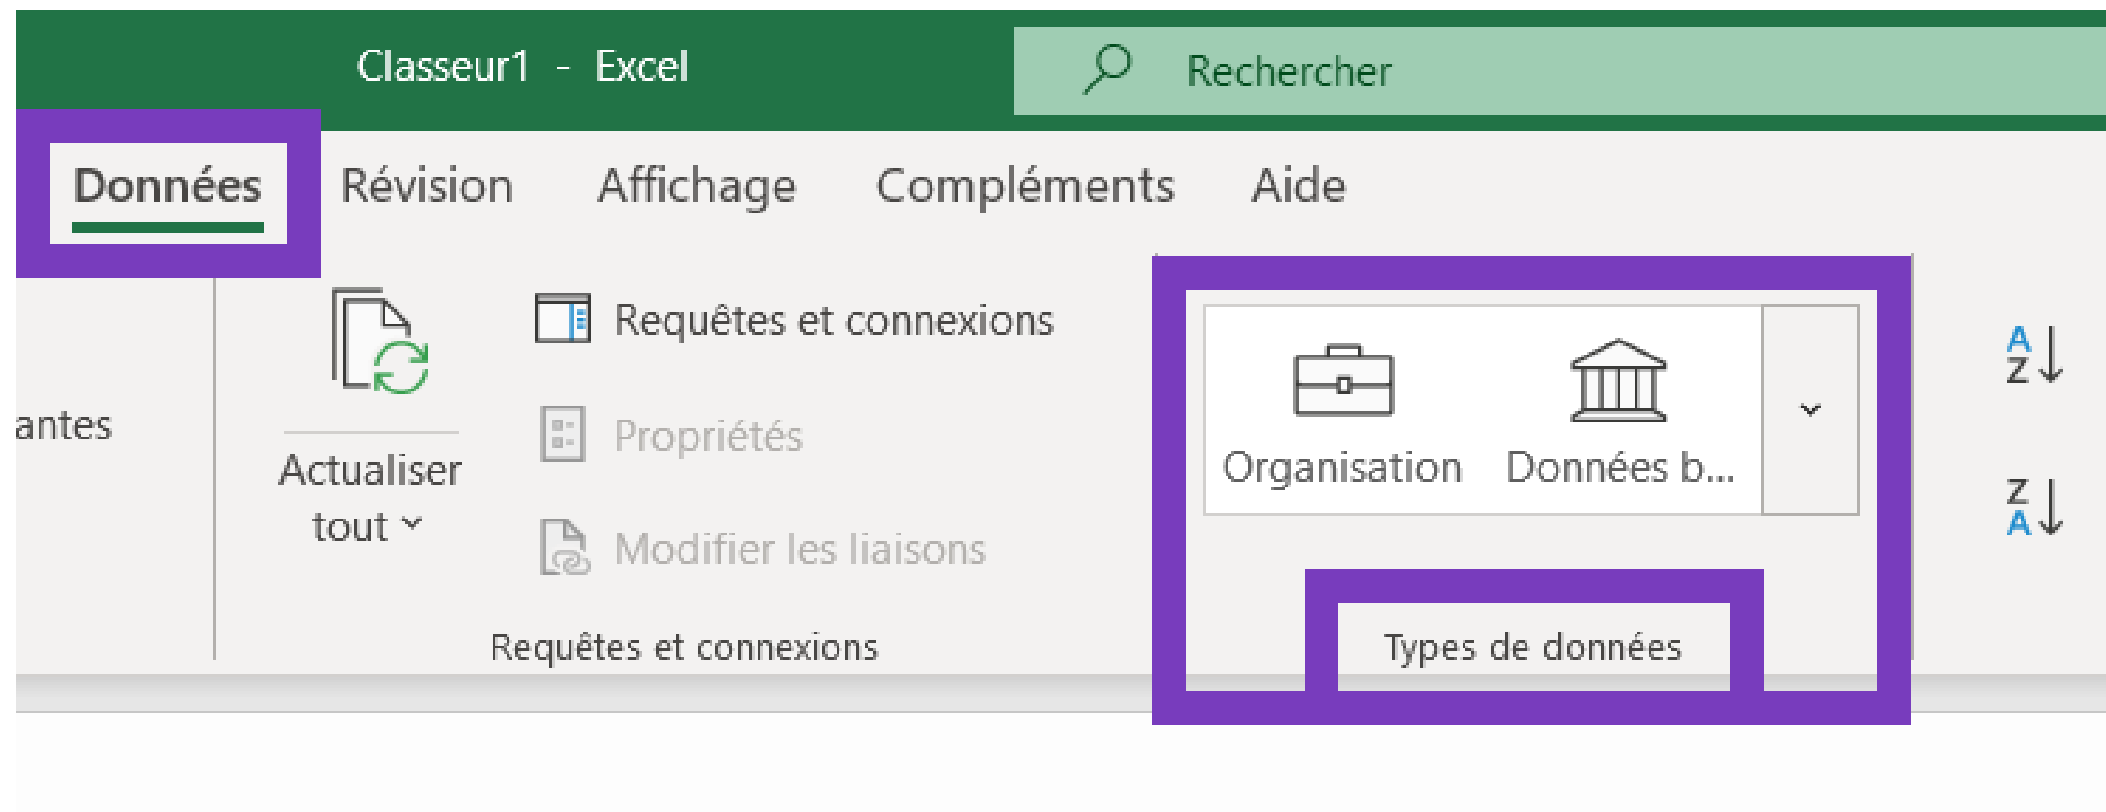 Classeur1 - Excel
Rechercher
Données Révision Affichage Compléments Aide
antes
Actualiser
tout
Requêtes et connexions
Propriétés
Modifier les liaisons
Requêtes et connexions
Organisation
Données b...
Types de données
A
Z
Z
A